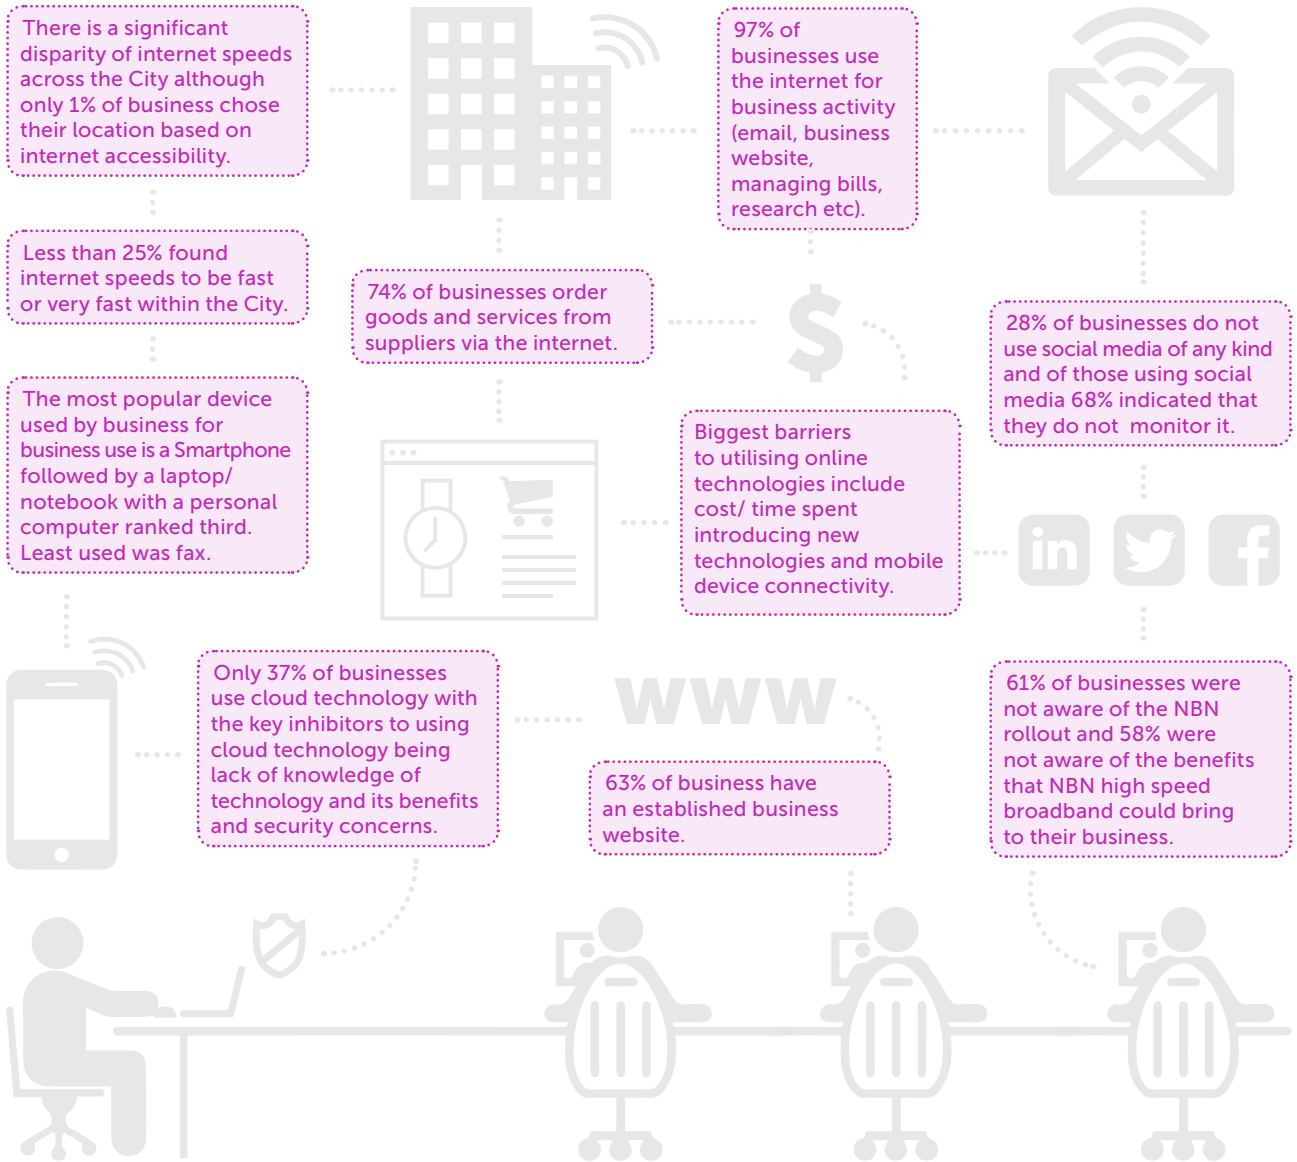 There is a significant
disparity of internet speeds
across the City although
only 1% of business chose
their location based on
internet accessibility.
97% of
businesses use
the internet for
business activity
(email, business
website,
managing bills,
research etc).
Less than 25% found
internet speeds to be fast
or very fast within the City.
74% of businesses order
goods and services from
suppliers via the internet.
$
28% of businesses do not
use social media of any kind
and of those using social
media 68% indicated that
they do not monitor it.
The most popular device
used by business for
business use is a Smartphone
followed by a laptop/
notebook with a personal
computer ranked third.
Least used was fax.
Biggest barriers
to utilising online
technologies include
cost/ time spent
introducing new
technologies and mobile
device connectivity.
in
f
Only 37% of businesses
use cloud technology with
the key inhibitors to using
cloud technology being
lack of knowledge of
technology and its benefits
and security concerns.
www
63% of business have
an established business
website.
61% of businesses were
not aware of the NBN
rollout and 58% were
not aware of the benefits
that NBN high speed
broadband could bring
to their business.